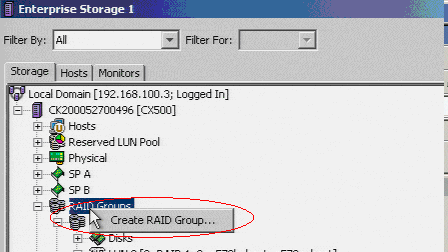 Enterprise Storage 1
Filter By: All Filter For:
Storage Hosts Monitors
Local Domain [192.168.100.3; Logged In]
CK200052700496 [CX500]
Hosts
Reserved LUN Pool
Physical
SP A
SP B
RAID Groups
Create RAID Group...
Disks